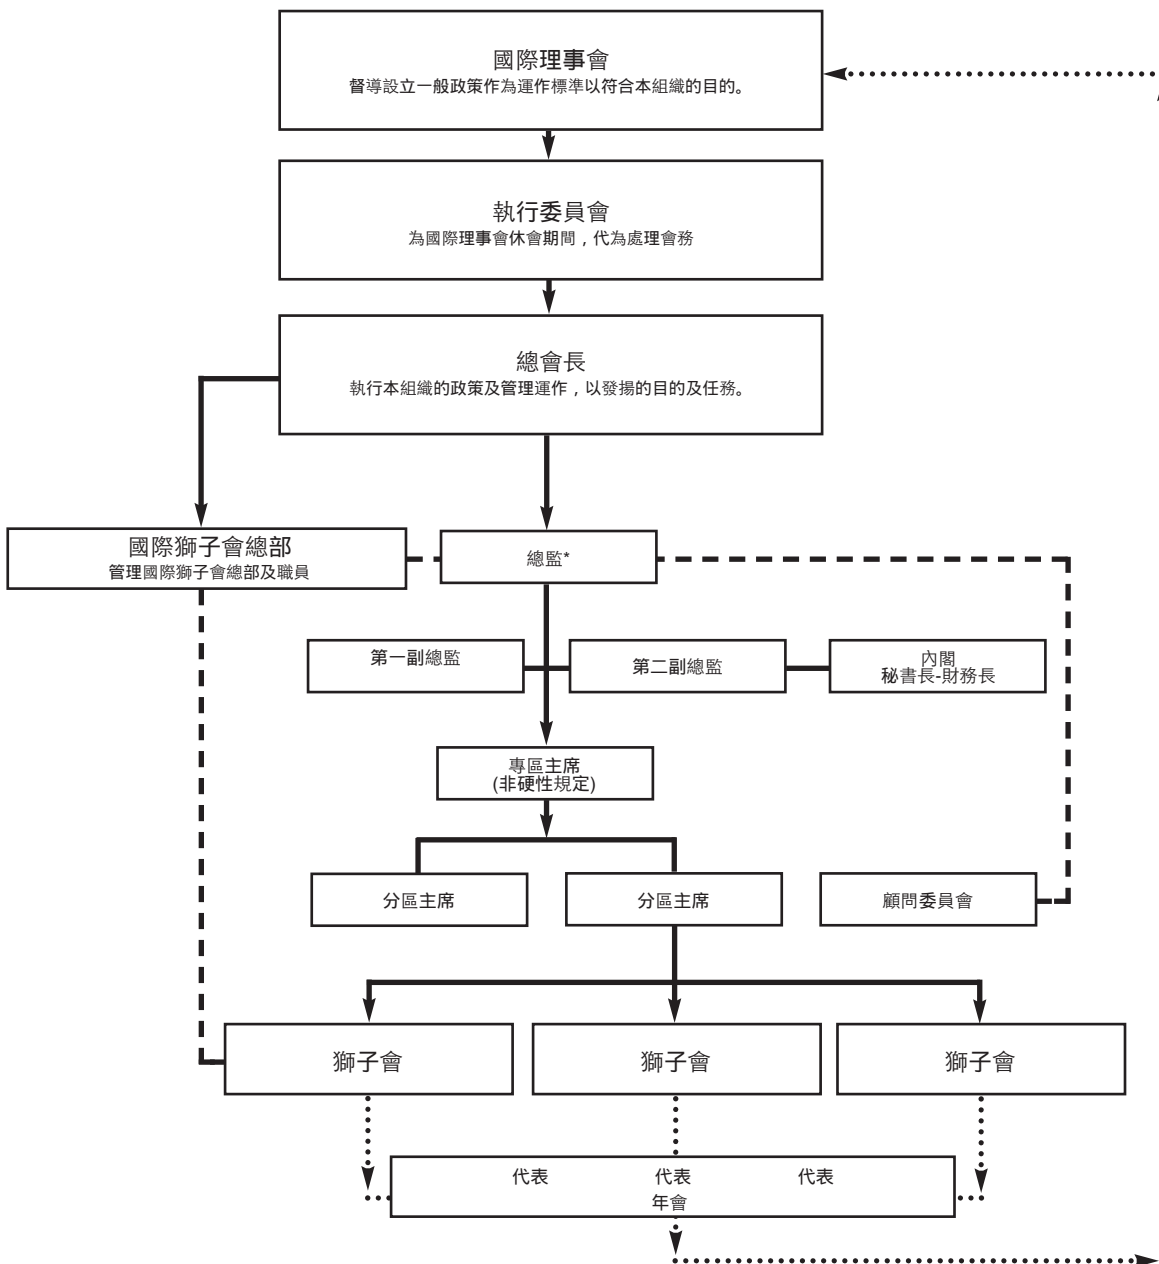 國際理事會
督導設立一般政策作為運作標準以符合本組織的目的。
執行委員會
為國際理事會休會期間，代為處理會務
總會長
執行本組織的政策及管理運作，以發揚的目的及任務。
國際獅子會總部
管理國際獅子會總部及職員
總監*
第一副總監
第二副總監
內閣
秘書長-財務長
專區主席
(非硬性規定)
分區主席
分區主席
顧問委員會
獅子會
獅子會
獅子會
代表 代表 代表
年會